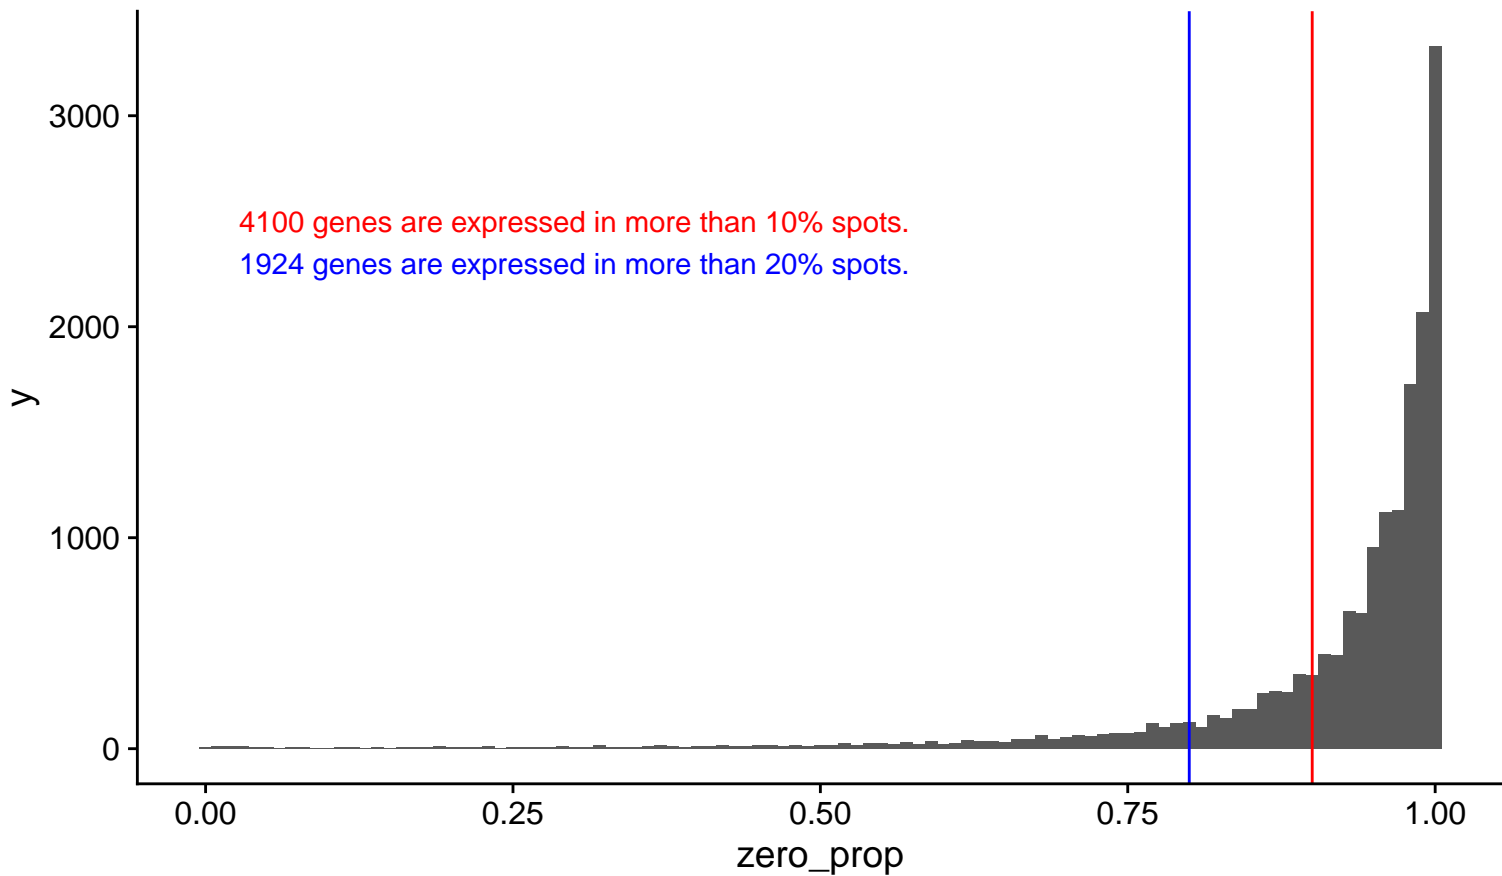 3000
2000
1000
0
y
4100 genes are expressed in more than 10% spots.
1924 genes are expressed in more than 20% spots.
0.00 0.25 0.50 0.75 1.00
zero_prop